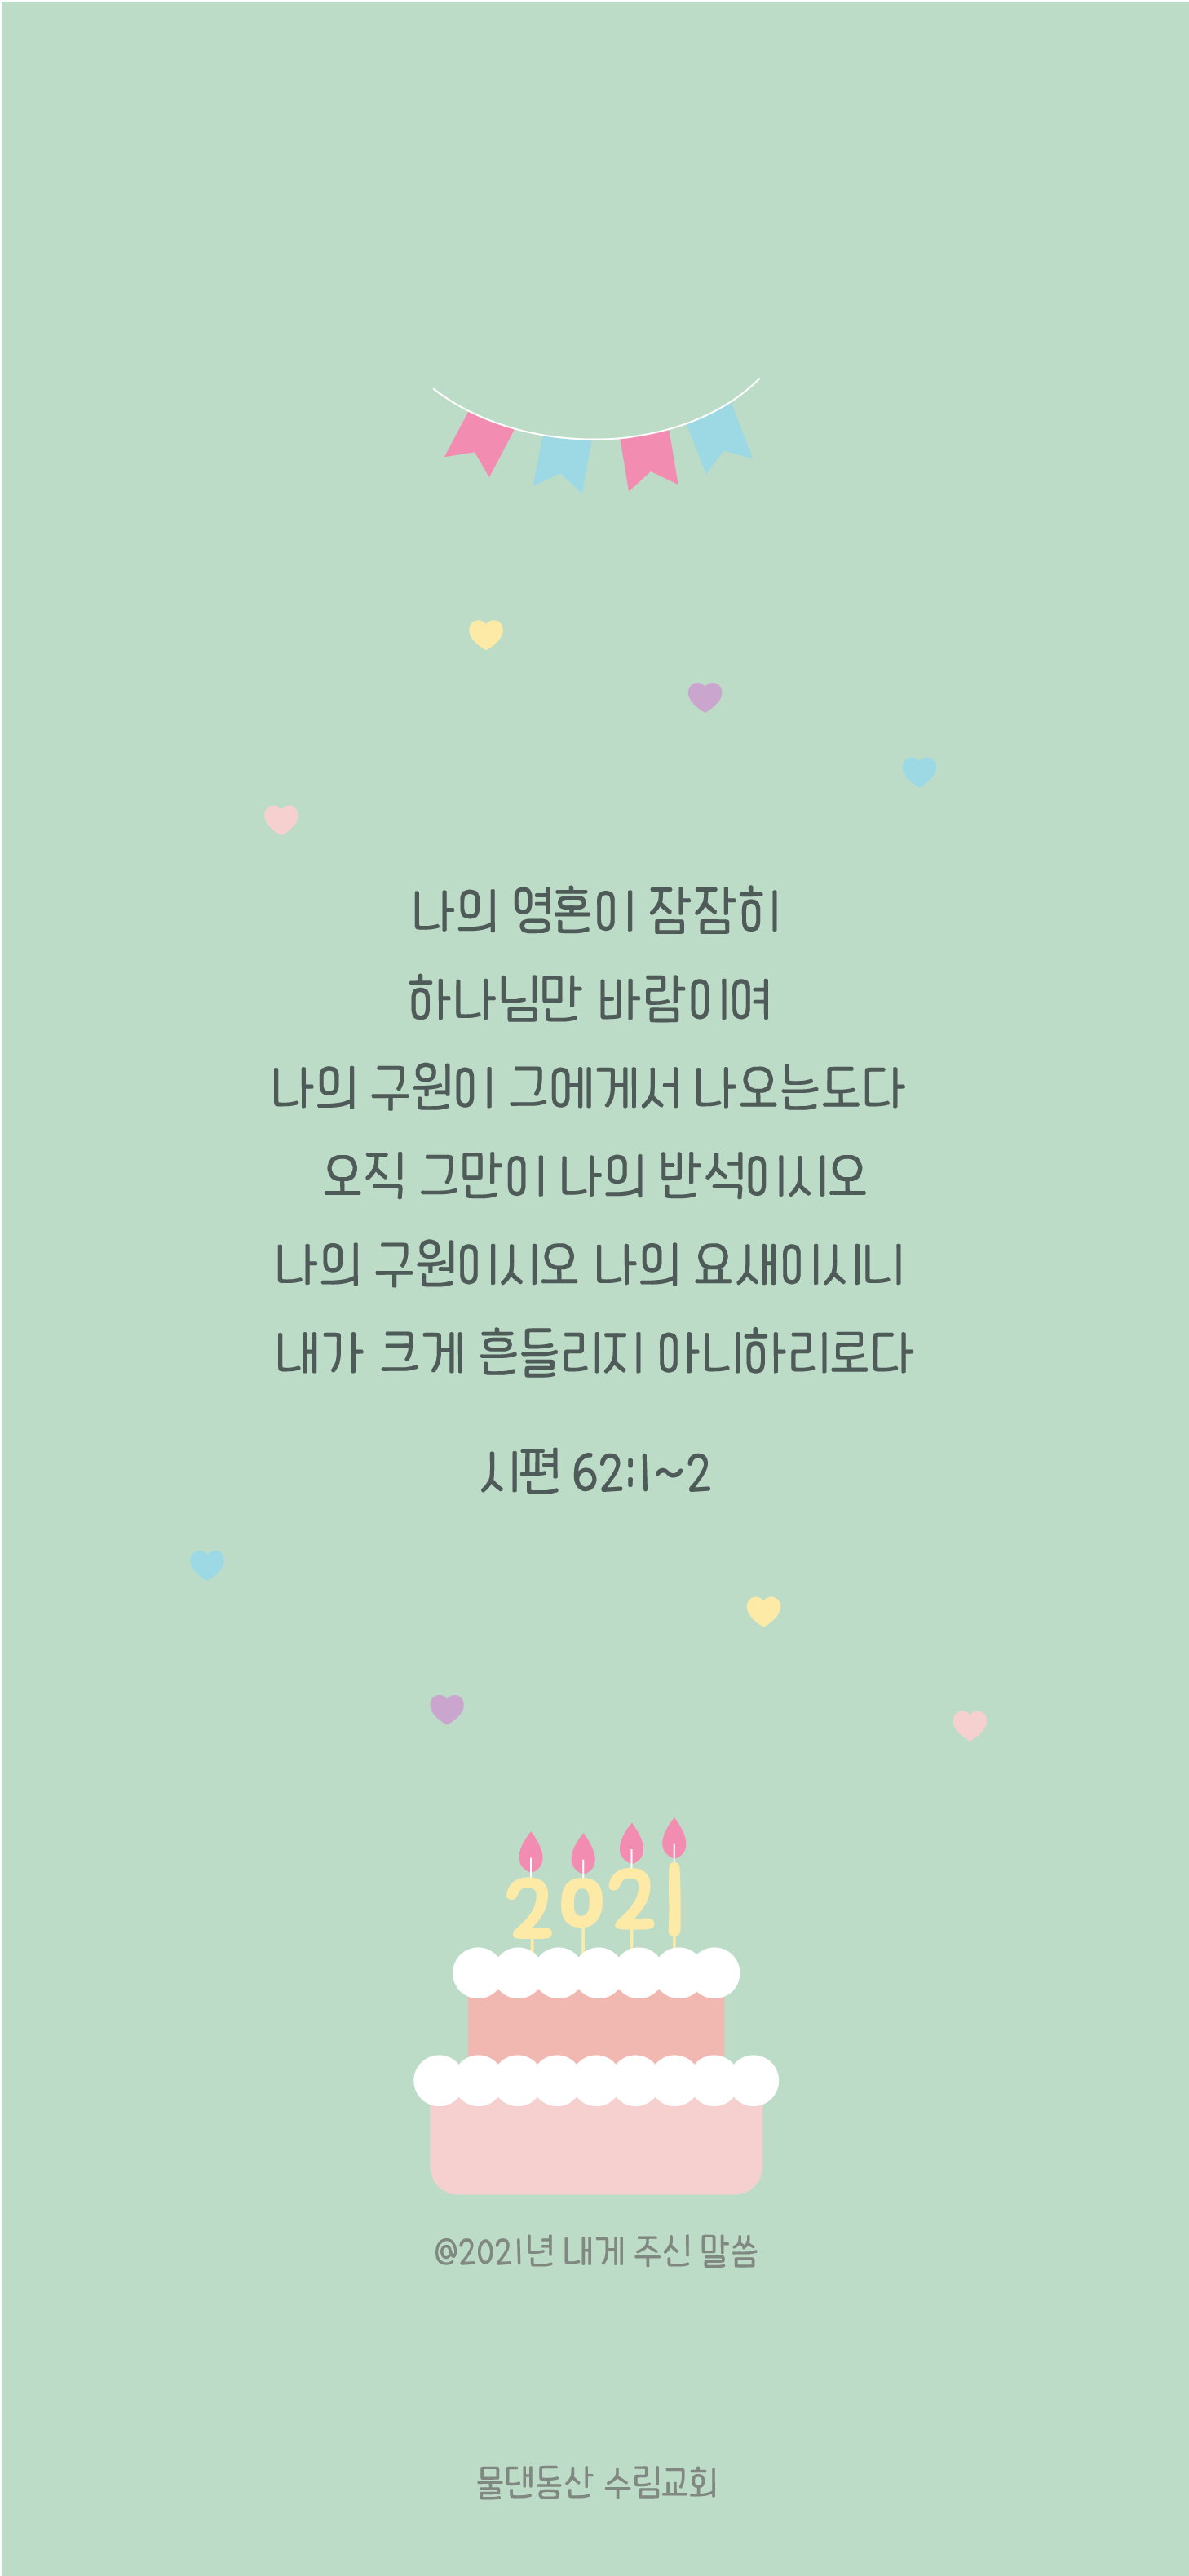 나의 영혼이 잠잠히
하나님만 바람이여
나의 구원이 그에게서 나오는도다
오직 그만이 나의 반석이시오
나의 구원이시오 나의 요새이시니
내가 크게 흔들리지 아니하리로다
시편 62:1~2
2021
@2021년 내게 주신 말씀
물댄동산 수림교회